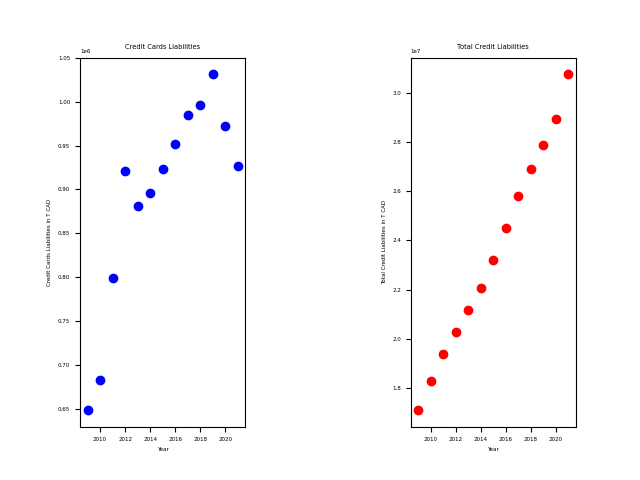 Credit Cards Liabilities
1e6
1.05
1.00
0.95
0.90
0.85
0.80
0.75
0.70
0.65
Credit Cards Liabilities in T CAD
2010 2012 2014 2016 2018 2020
Year
Total Credit Liabilities
1e7
3.0
2.8
2.6
2.4
2.2
2.0
1.8
Total Credit Liabilities in T CAD
2010 2012 2014 2016 2018 2020
Year